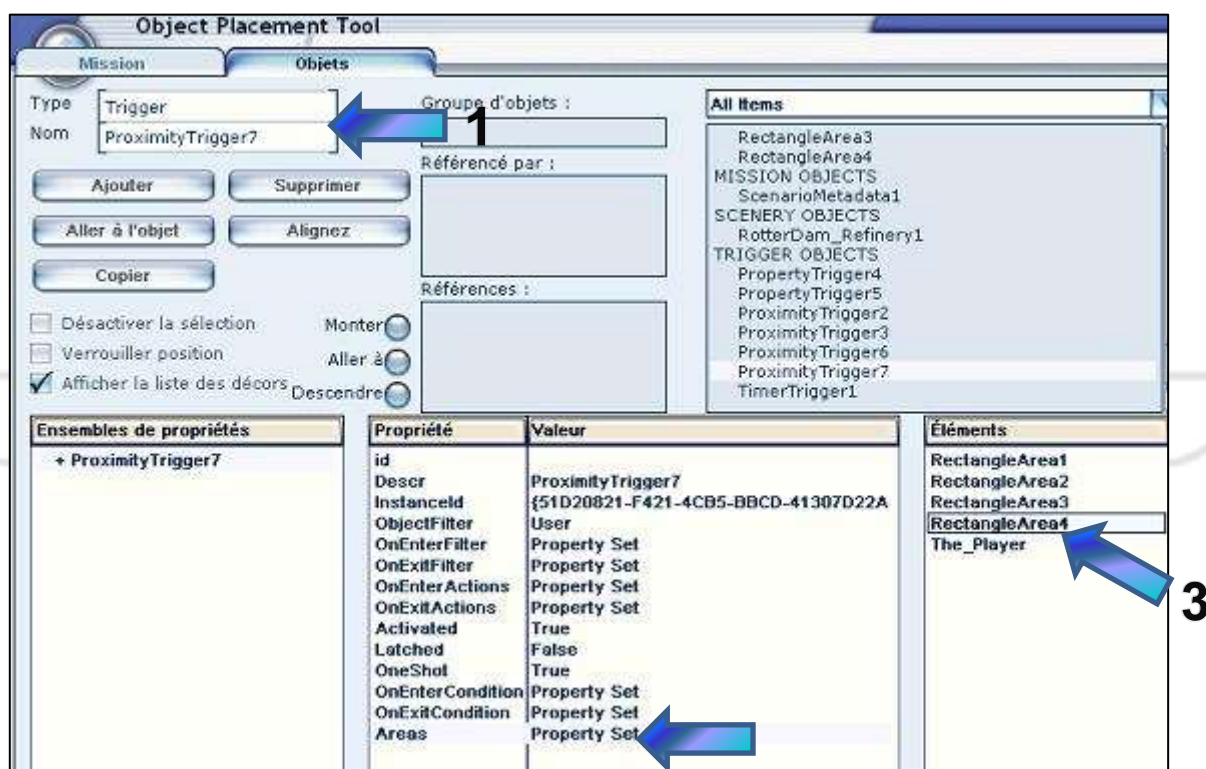 Object Placement Tool
Mission
Objets
Type
Trigger
Nom
ProximityTrigger7
1
Groupe d'objets :
Référencé par :
Références :
Ajouter
Supprimer
Aller à l'objet
Alignez
Copier
Désactiver la sélection
Verrouiller position
Afficher la liste des décors
Monter
Aller à
Descendre
All Items
RectangleArea3
RectangleArea4
MISSION OBJECTS
ScenarioMetadata1
SCENERY OBJECTS
RotterDam_Refinery1
TRIGGER OBJECTS
PropertyTrigger4
PropertyTrigger5
ProximityTrigger2
ProximityTrigger3
ProximityTrigger6
ProximityTrigger7
TimerTrigger1
Ensembles de propriétés
+ ProximityTrigger7
Propriété Valeur
id
Descr ProximityTrigger7
InstanceId {51D20821-F421-4CB5-BBCD-41307D22A
ObjectFilter User
OnEnterFilter Property Set
OnExitFilter Property Set
OnEnterActions Property Set
OnExitActions Property Set
Activated True
Latched False
OneShot True
OnEnterCondition Property Set
OnExitCondition Property Set
Areas Property Set
Éléments
RectangleArea1
RectangleArea2
RectangleArea3
RectangleArea4
The_Player
3